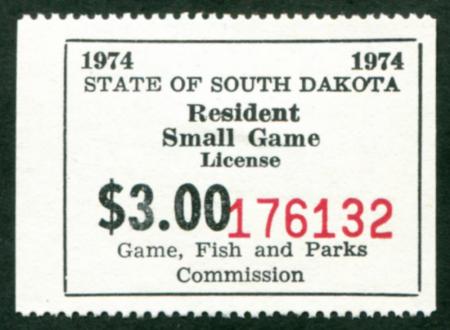 1974 1974
STATE OF SOUTH DAKOTA
Resident
Small Game
License
$3.00 176132
Game, Fish and Parks
Commission